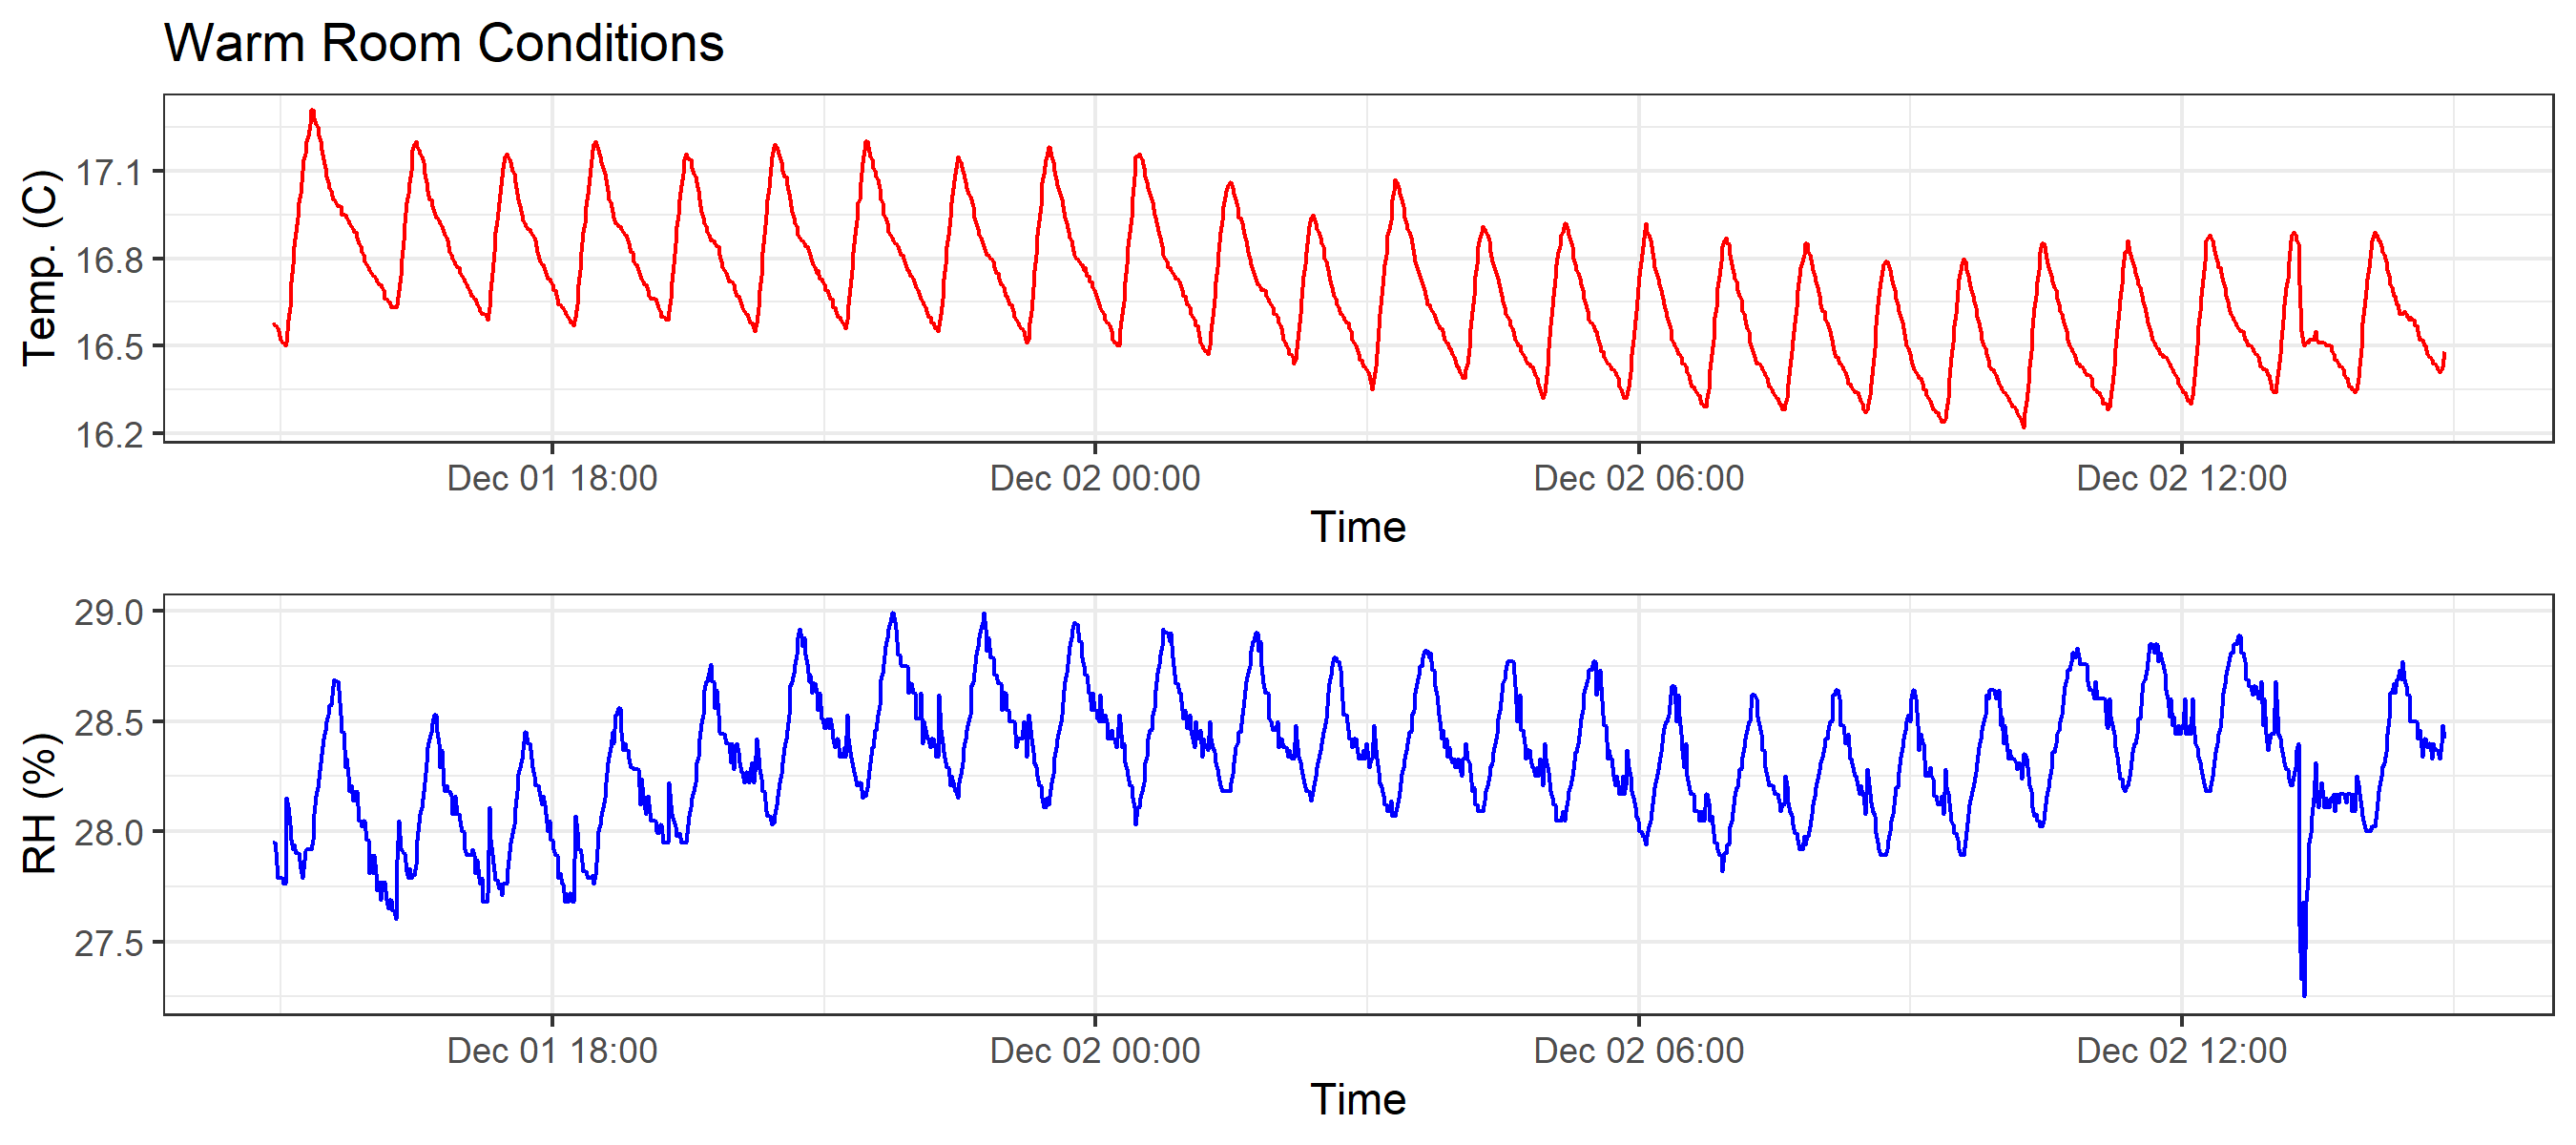 Warm Room Conditions
Temp. (C)
17.1
16.8
16.5
16.2
Dec 01 18:00 Dec 02 00:00 Dec 02 06:00 Dec 02 12:00
Time
RH (%)
29.0
28.5
28.0
27.5
Dec 01 18:00 Dec 02 00:00 Dec 02 06:00 Dec 02 12:00
Time